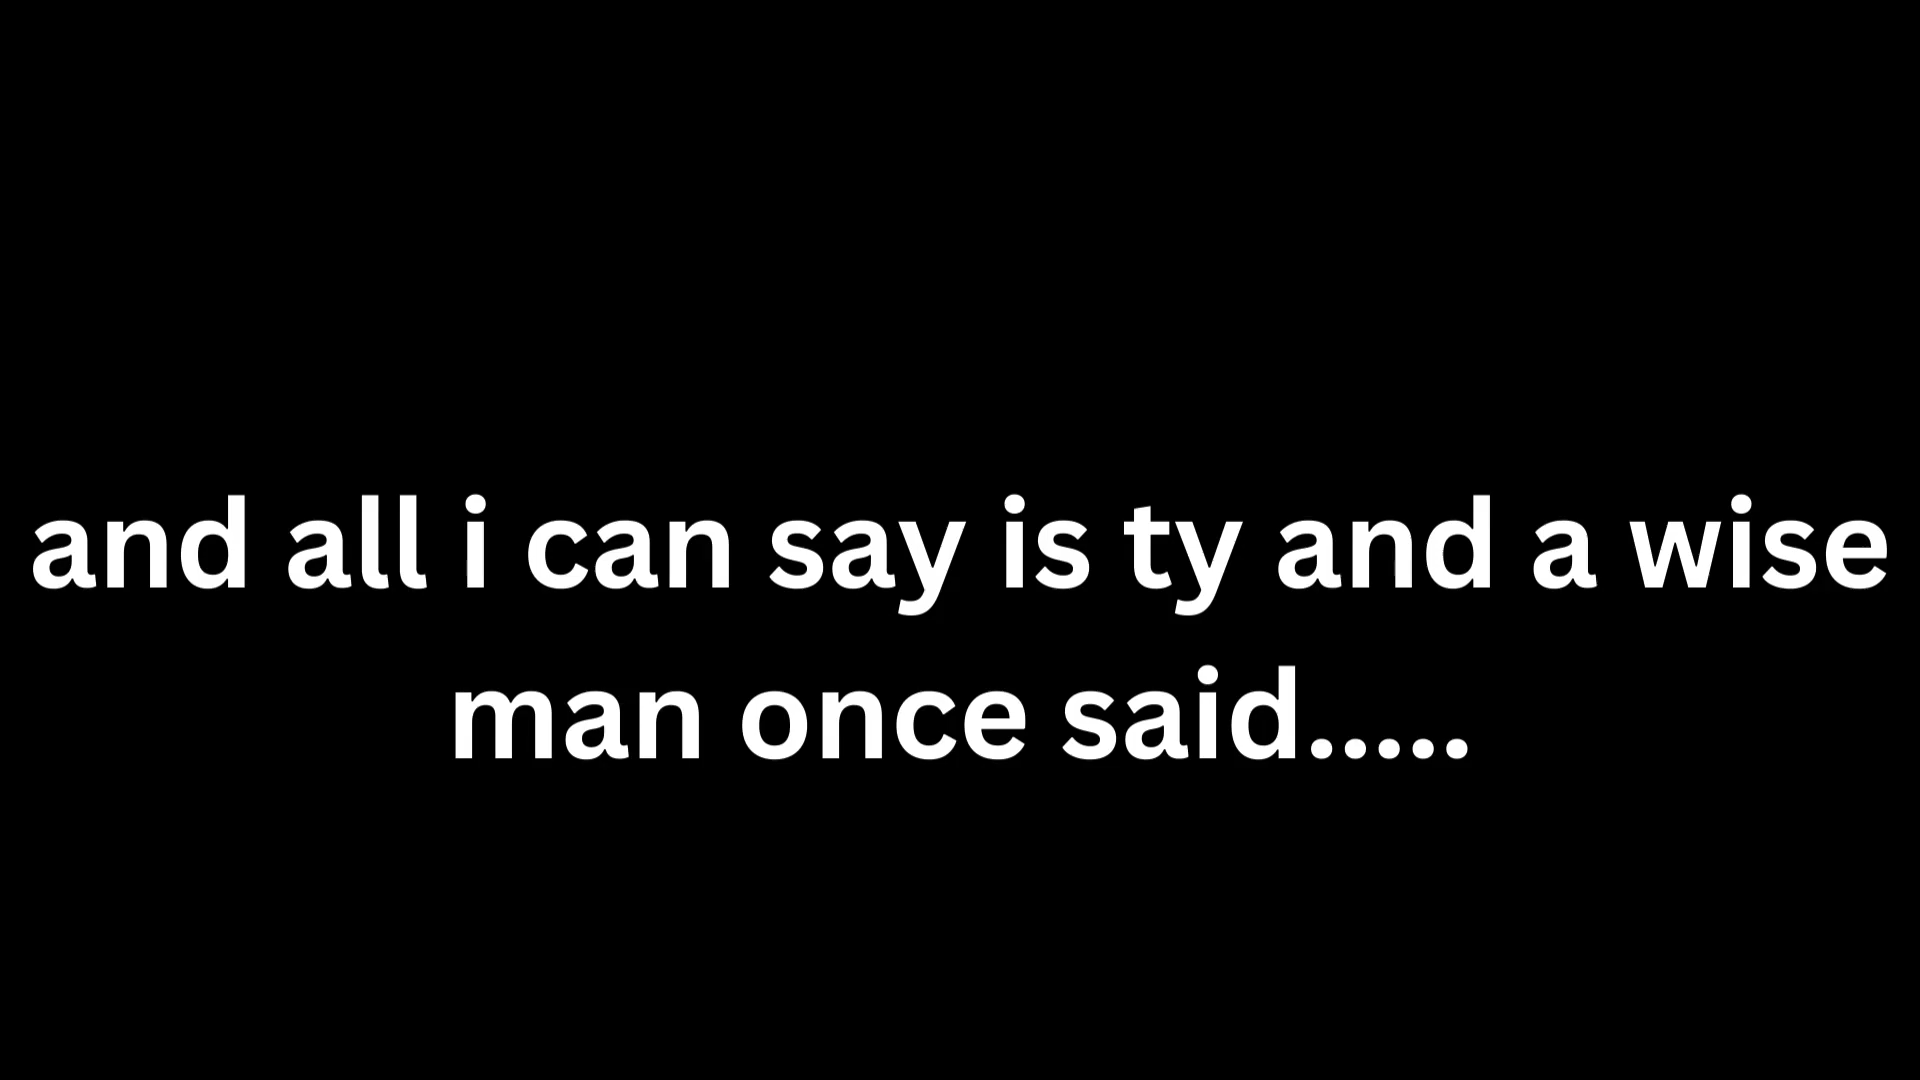 and all i can say is ty and a wise
man once said.....